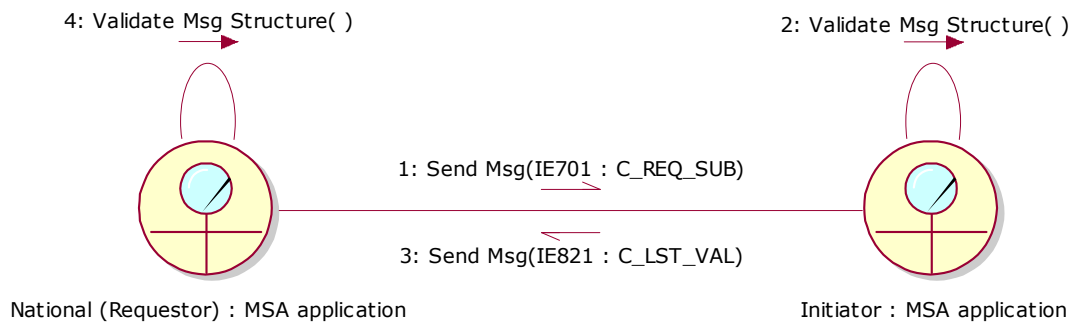 4: Validate Msg Structure( )
2: Validate Msg Structure( )
1: Send Msg(IE701 : C_REQ_SUB)
3: Send Msg(IE821 : C_LST_VAL)
National (Requestor) : MSA application
Initiator : MSA application